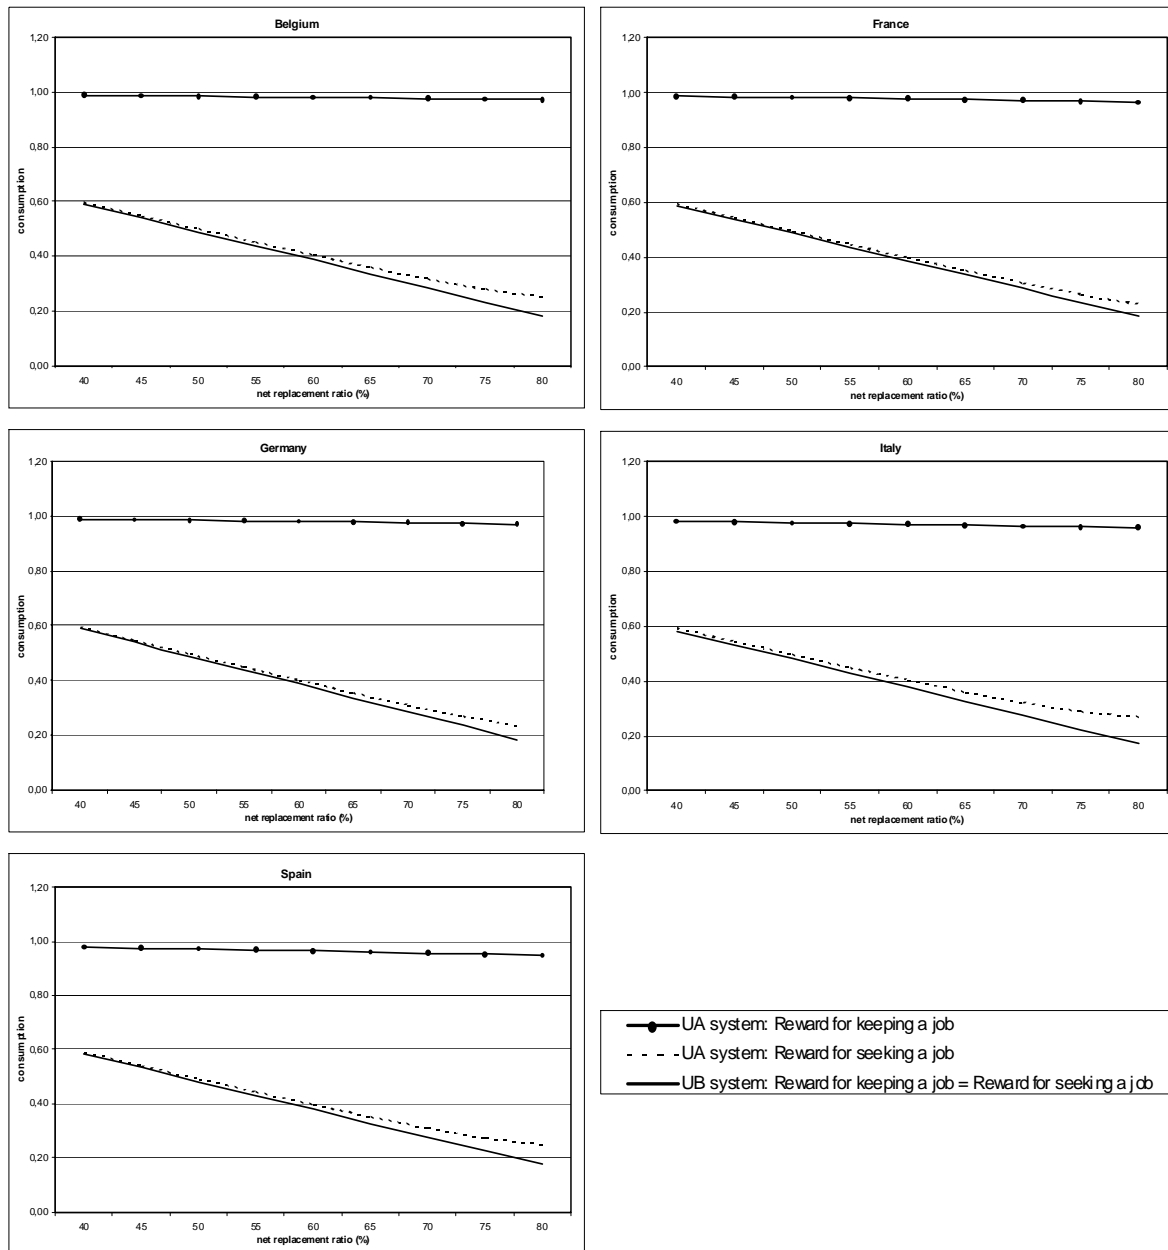 Belgium
1,20
1,00
0,80
0,60
0,40
0,20
0,00
consumption
40 45 50 55 60 65 70 75 80
net replacement ratio (%)
France
1,20
1,00
0,80
0,60
0,40
0,20
0,00
consumption
40 45 50 55 60 65 70 75 80
net replacement ratio (%)
Germany
1,20
1,00
0,80
0,60
0,40
0,20
0,00
consumption
40 45 50 55 60 65 70 75 80
net replacement ratio (%)
Italy
1,20
1,00
0,80
0,60
0,40
0,20
0,00
consumption
40 45 50 55 60 65 70 75 80
net replacement ratio (%)
Spain
1,20
1,00
0,80
0,60
0,40
0,20
0,00
consumption
40 45 50 55 60 65 70 75 80
net replacement ratio (%)
UA system: Reward for keeping a job
UA system: Reward for seeking a job
UB system: Reward for keeping a job = Reward for seeking a job